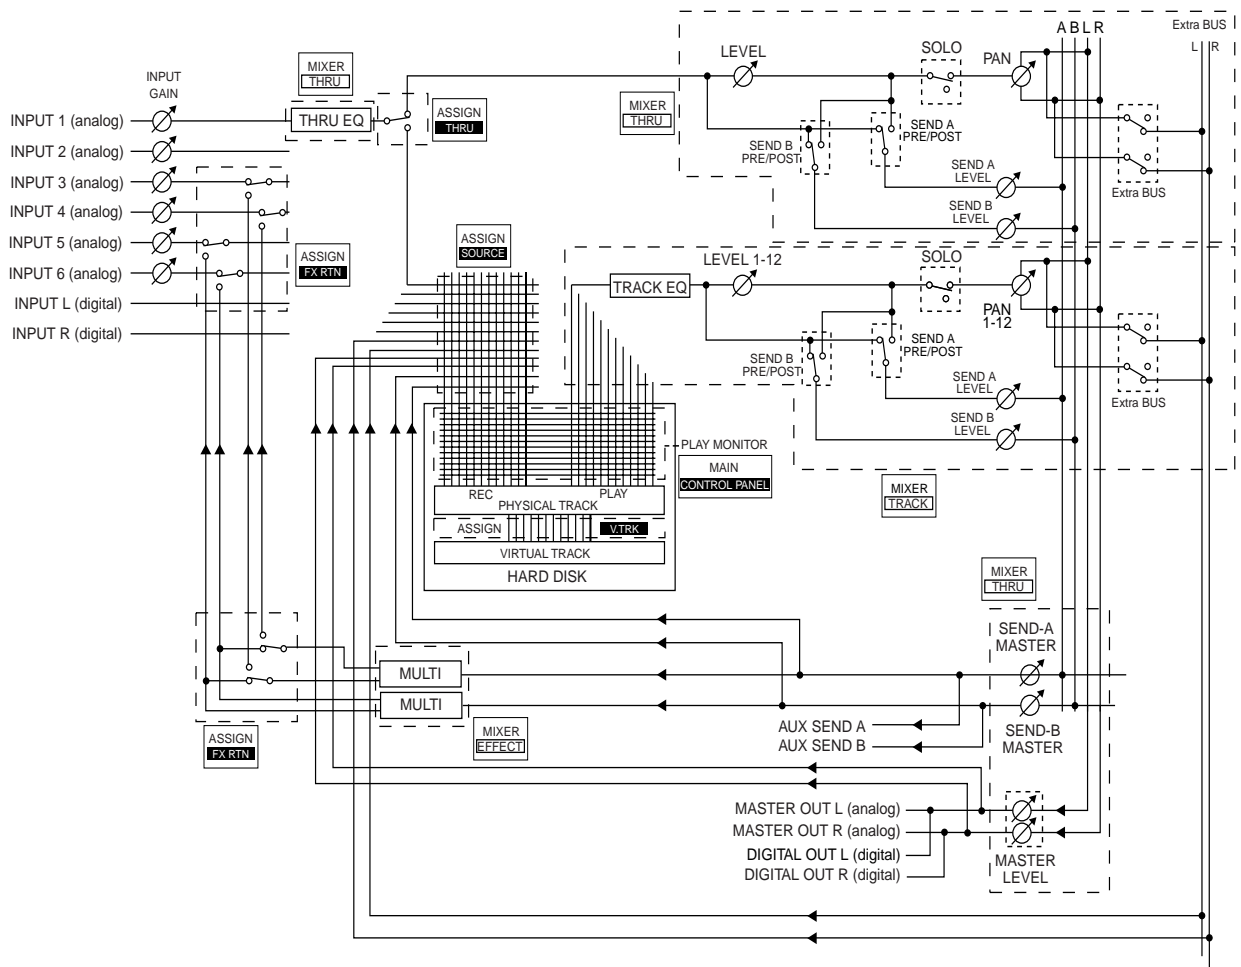 Extra BUS
A B L R
L R
LEVEL
SOLO
PAN
INPUT
GAIN
MIXER
THRU
INPUT 1 (analog)
THRU EQ
ASSIGN
THRU
MIXER
THRU
SEND A
PRE/POST
SEND B
PRE/POST
INPUT 2 (analog)
INPUT 3 (analog)
INPUT 4 (analog)
INPUT 5 (analog)
INPUT 6 (analog)
INPUT L (digital)
INPUT R (digital)
ASSIGN
FX RTN
SEND A
LEVEL
SEND B
LEVEL
Extra BUS
ASSIGN
SOURCE
TRACK EQ
LEVEL 1-12
SOLO
PAN
1-12
SEND A
PRE/POST
SEND B
PRE/POST
SEND A
LEVEL
SEND B
LEVEL
Extra BUS
PLAY MONITOR
MAIN
CONTROL PANEL
MIXER
TRACK
REC
PLAY
PHYSICAL TRACK
ASSIGN
V.TRK
VIRTUAL TRACK
HARD DISK
MIXER
THRU
SEND-A
MASTER
MULTI
MULTI
SEND-B
MASTER
AUX SEND A
AUX SEND B
ASSIGN
FX RTN
MIXER
EFFECT
MASTER OUT L (analog)
MASTER OUT R (analog)
DIGITAL OUT L (digital)
DIGITAL OUT R (digital)
MASTER
LEVEL